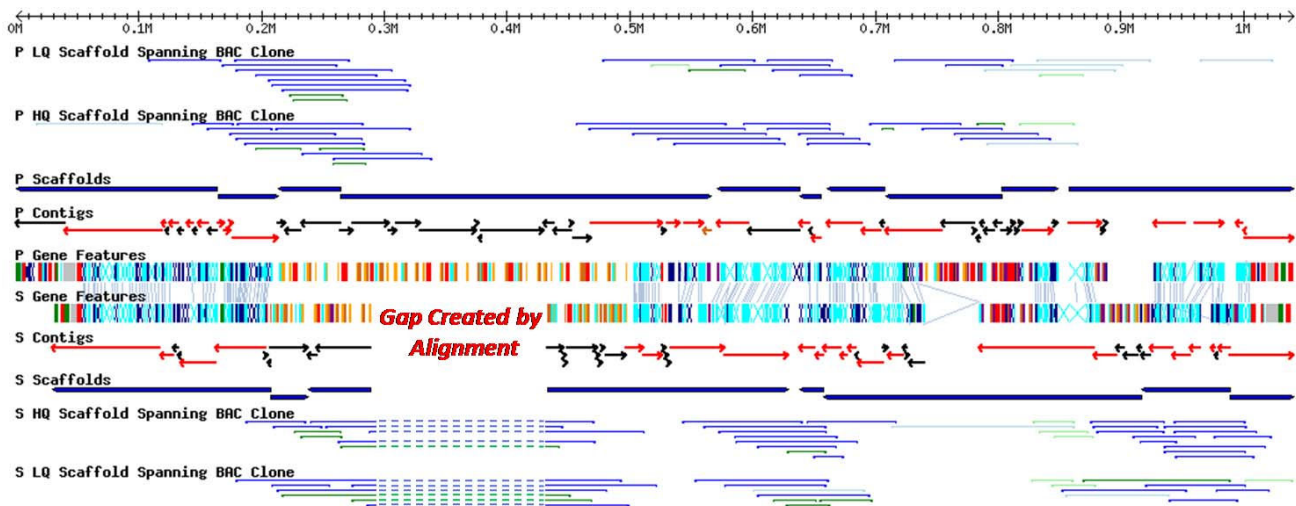 0M 0.1M 0.2M 0.3M 0.4M 0.5M 0.6M 0.7M 0.8M 0.9M 1M
P LQ Scaffold Spanning BAC Clone
P HQ Scaffold Spanning BAC Clone
P Scaffolds
P Contigs
P Gene Features
S Gene Features
Gap Created by
Alignment
S Contigs
S Scaffolds
S HQ Scaffold Spanning BAC Clone
S LQ Scaffold Spanning BAC Clone